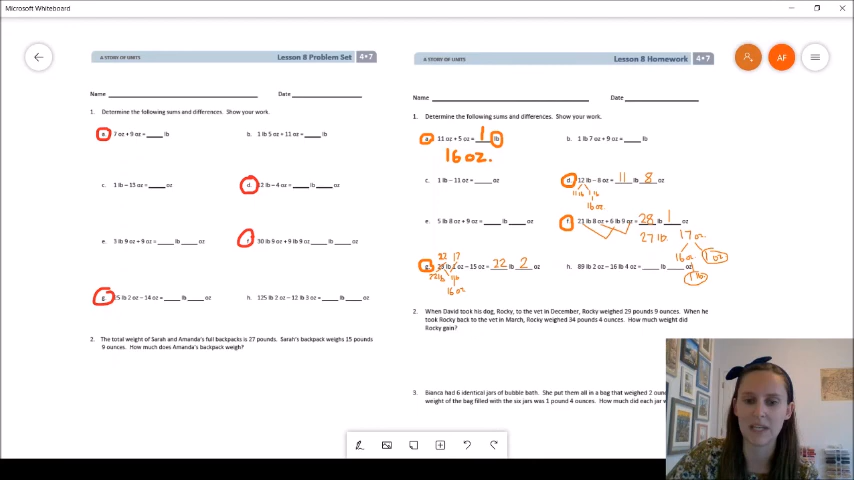 Microsoft Whiteboard
A STORY OF UNITS Lesson 8 Problem Set 4•7
Name Date
1. Determine the following sums and differences. Show your work.
a. 7 oz + 9 oz = ____ lb
b. 1 lb 5 oz + 11 oz = ____ lb
c. 1 lb – 15 oz = ____ oz
d. 12 lb – 4 oz = ____ lb ____ oz
e. 3 lb 9 oz + 9 oz = ____ lb ____ oz
f. 30 lb 9 oz + 9 lb 9 oz ____ lb ____ oz
g. 25 lb 2 oz – 14 oz = ____ lb ____ oz
h. 125 lb 2 oz – 12 lb 3 oz = ____ lb ____ oz
2. The total weight of Sarah and Amanda's full backpacks is 27 pounds. Sarah's backpack weighs 15 pounds
9 ounces. How much does Amanda's backpack weigh?
A STORY OF UNITS Lesson 8 Homework 4•7
Name Date
1. Determine the following sums and differences. Show your work.
a. 11 oz + 5 oz = 1 lb
16 oz.
b. 1 lb 7 oz + 9 oz = ____ lb
c. 1 lb – 11 oz = ____ oz
d. 12 lb – 8 oz = 11 lb 8 oz
11 lb 1 lb
16 oz.
e. 5 lb 8 oz + 9 oz = ____ lb ____ oz
f. 21 lb 8 oz + 6 lb 9 oz = 28 lb 1 oz
27 lb. 17 oz.
16 oz 1 oz
1 lb.
22 17
g. 23 lb 1 oz – 15 oz = 22 lb 2 oz
22 lb 1 lb
16 oz
h. 89 lb 2 oz – 16 lb 4 oz = ____ lb ____ oz
2. When David took his dog, Rocky, to the vet in December, Rocky weighed 29 pounds 9 ounces. When he
took Rocky back to the vet in March, Rocky weighed 34 pounds 4 ounces. How much weight did
Rocky gain?
3. Bianca had 6 identical jars of bubble bath. She put them all in a bag that weighed 2 oun
weight of the bag filled with the six jars was 1 pound 4 ounces. How much did each jar w
AF